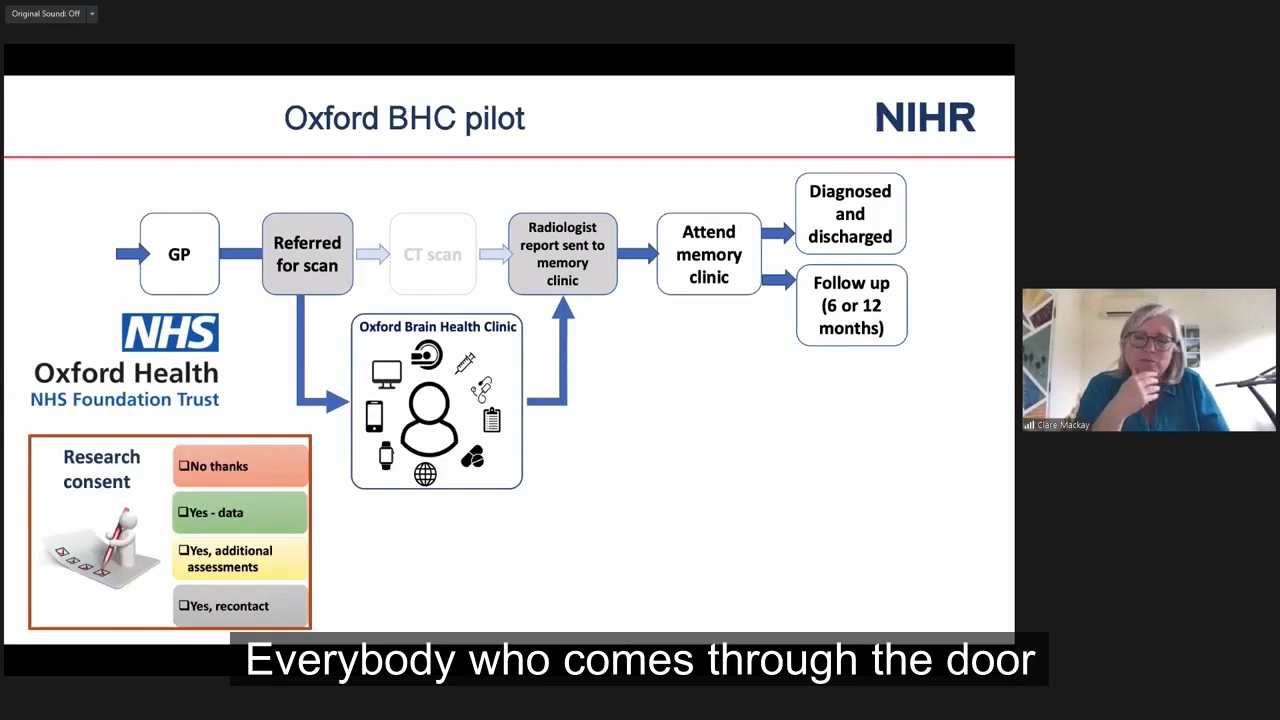 Original Sound: Off
Oxford BHC pilot
NIHR
GP
Referred
for scan
CT scan
Radiologist
report sent to
memory
clinic
Attend
memory
clinic
Diagnosed
and
discharged
Follow up
(6 or 12
months)
NHS
Oxford Health
NHS Foundation Trust
Oxford Brain Health Clinic
Research
consent
No thanks
Yes - data
Yes, additional
assessments
Yes, recontact
Clare Mackay
Everybody who comes through the door